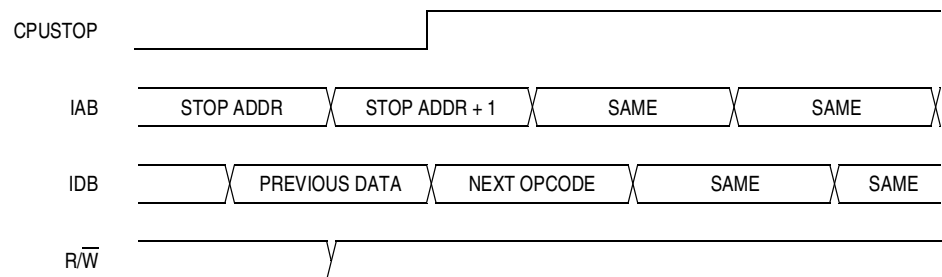 CPUSTOP
IAB STOP ADDR STOP ADDR + 1 SAME SAME
IDB PREVIOUS DATA NEXT OPCODE SAME SAME
R/W̅